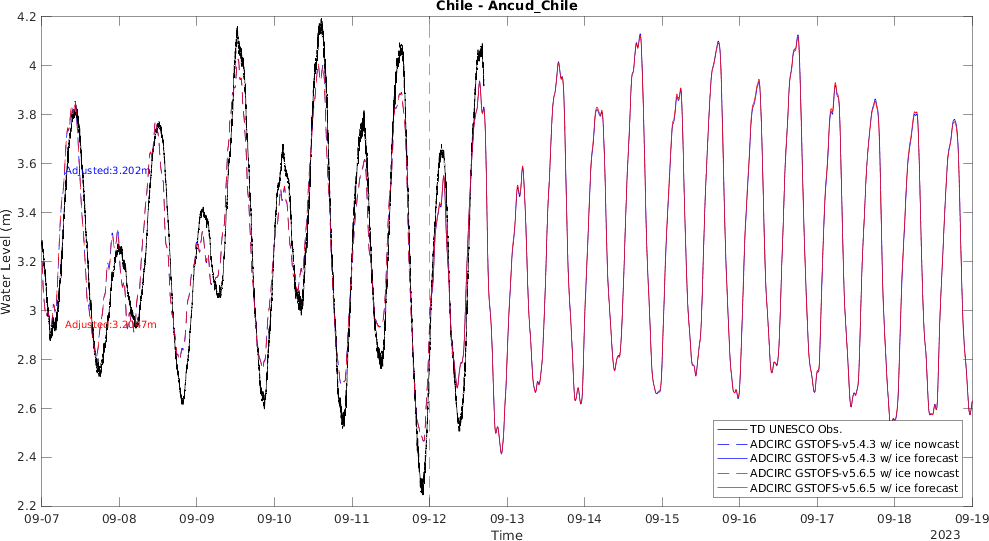 Chile - Ancud_Chile
4.2
4
3.8
3.6
3.4
3.2
3
2.8
2.6
2.4
2.2
Water Level (m)
Adjusted:3.202m
09-07
09-08
09-09
09-10
09-11
09-12
09-13
09-14
09-15
09-16
09-17
09-18
09-19
Time
2023
TD UNESCO Obs.
ADCIRC GSTOFS-v5.4.3 w/ ice nowcast
ADCIRC GSTOFS-v5.4.3 w/ ice forecast
ADCIRC GSTOFS-v5.6.5 w/ ice nowcast
ADCIRC GSTOFS-v5.6.5 w/ ice forecast